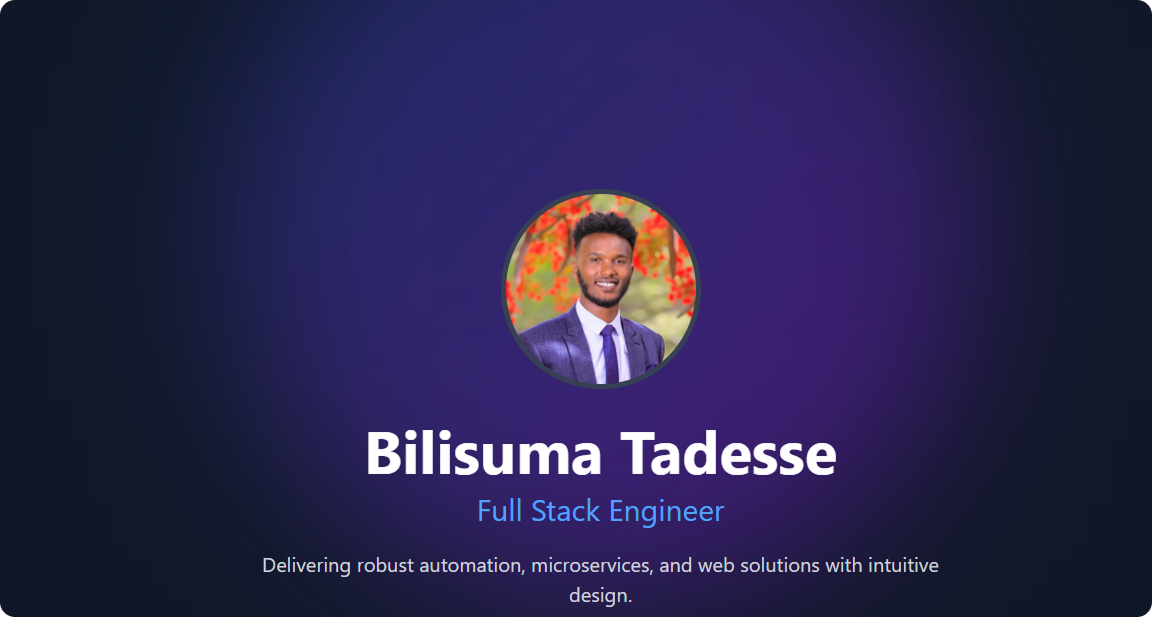 Bilisuma Tadesse
Full Stack Engineer
Delivering robust automation, microservices, and web solutions with intuitive
design.